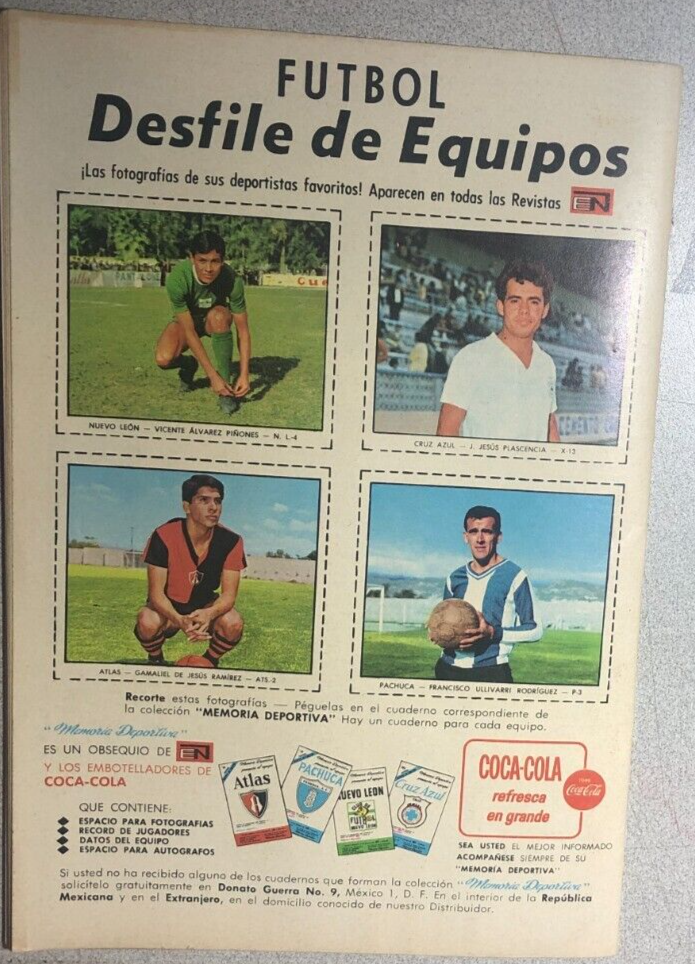 FUTBOL
Desfile de Equipos
¡Las fotografías de sus deportistas favoritos! Aparecen en todas las Revistas EN
NUEVO LEÓN — VICENTE ÁLVAREZ PIÑONES — N. L.-4
CRUZ AZUL — J. JESÚS PLASCENCIA — X-12
CEMENTO
ATLAS — GAMALIEL DE JESÚS RAMÍREZ — ATS.-2
PACHUCA — FRANCISCO ULLIVARRI RODRÍGUEZ — P-3
Recorte estas fotografías — Péguelas en el cuaderno correspondiente de
la colección "MEMORIA DEPORTIVA" Hay un cuaderno para cada equipo.
"Memoria Deportiva"
ES UN OBSEQUIO DE EN
Y LOS EMBOTELLADORES DE
COCA-COLA
QUE CONTIENE:
ESPACIO PARA FOTOGRAFIAS
RECORD DE JUGADORES
DATOS DEL EQUIPO
ESPACIO PARA AUTOGRAFOS
Atlas
PACHUCA
NUEVO LEON
Cruz Azul
COCA-COLA
refresca
en grande
Coca-Cola
SEA USTED EL MEJOR INFORMADO
ACOMPAÑESE SIEMPRE DE SU
"MEMORIA DEPORTIVA"
Si usted no ha recibido alguno de los cuadernos que forman la colección "Memoria Deportiva"
solicítelo gratuitamente en Donato Guerra No. 9, México 1, D. F. En el interior de la República
Mexicana y en el Extranjero, en el domicilio conocido de nuestro Distribuidor.